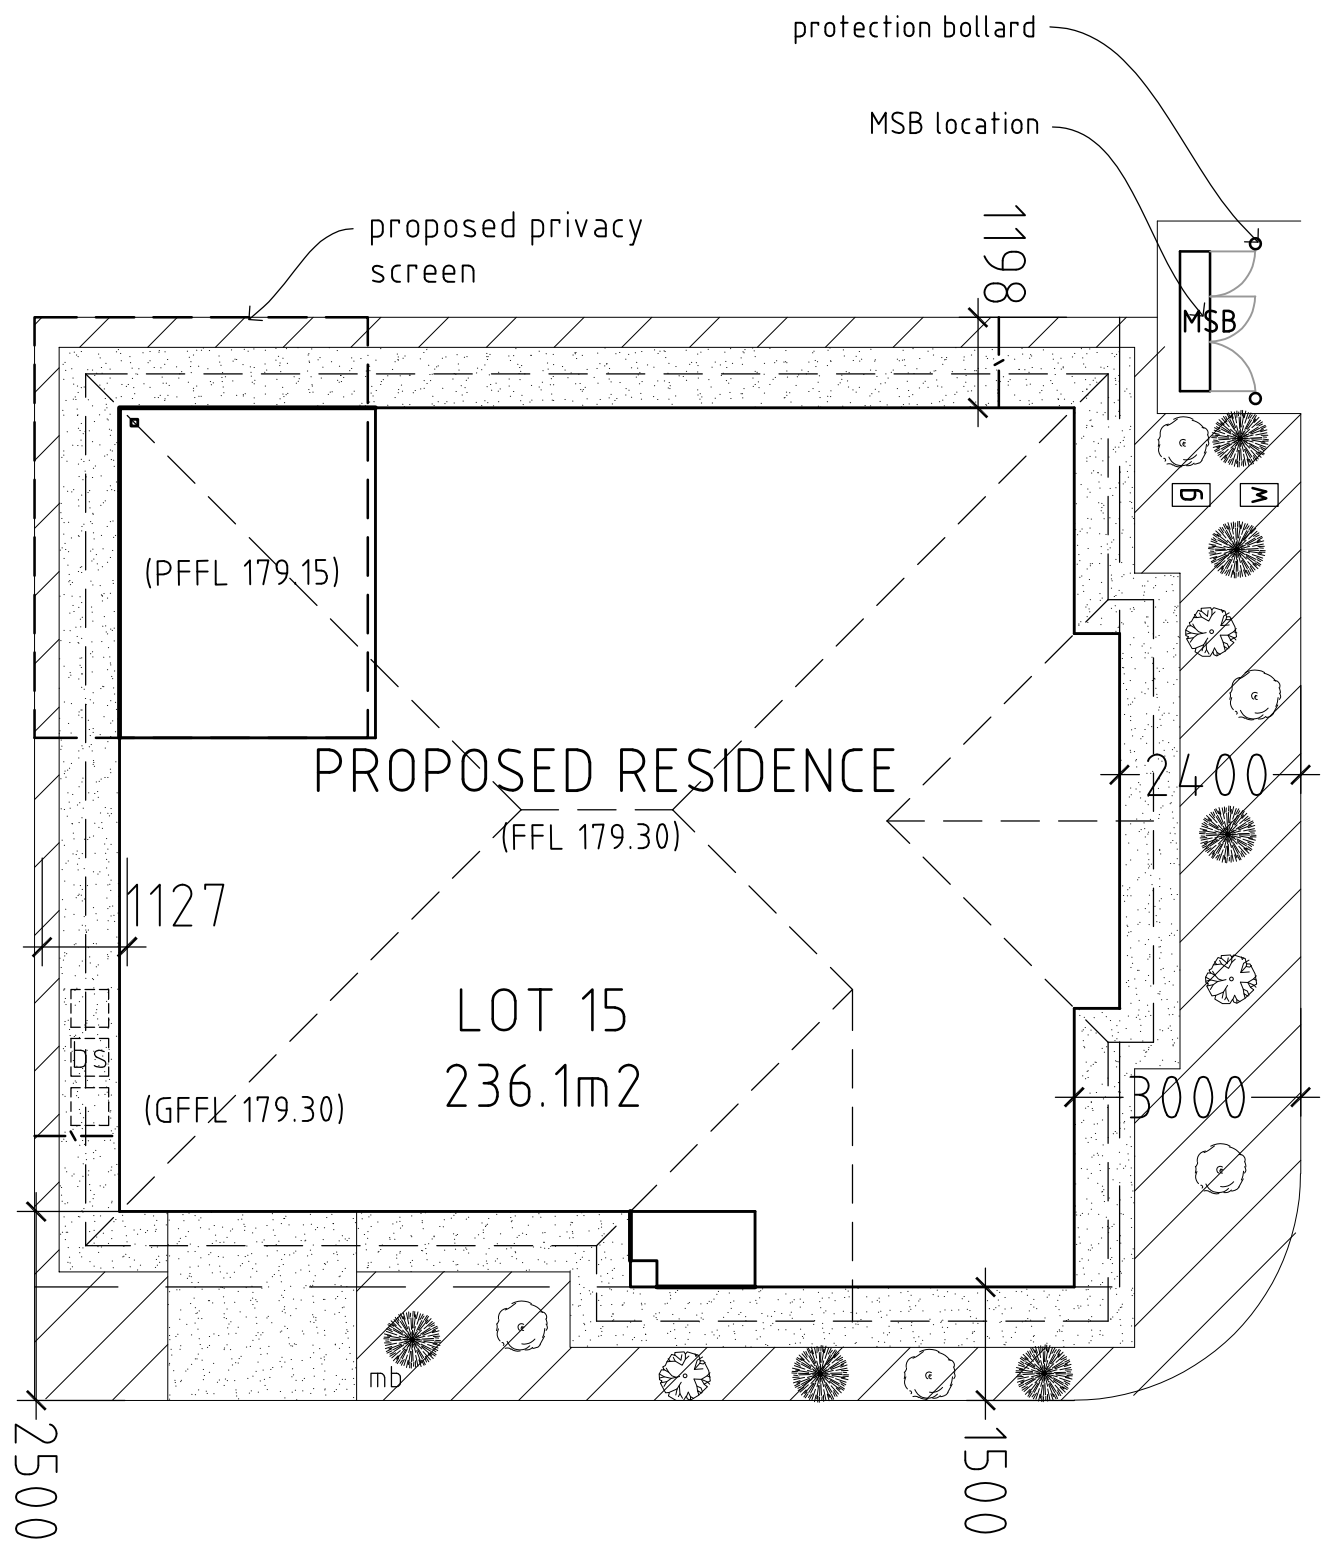 protection bollard
MSB location
1198
proposed privacy
screen
MSB
g
w
(PFFL 179.15)
PROPOSED RESIDENCE
2400
(FFL 179.30)
1127
LOT 15
bs
236.1m2
3000
(GFFL 179.30)
mb
2500
1500